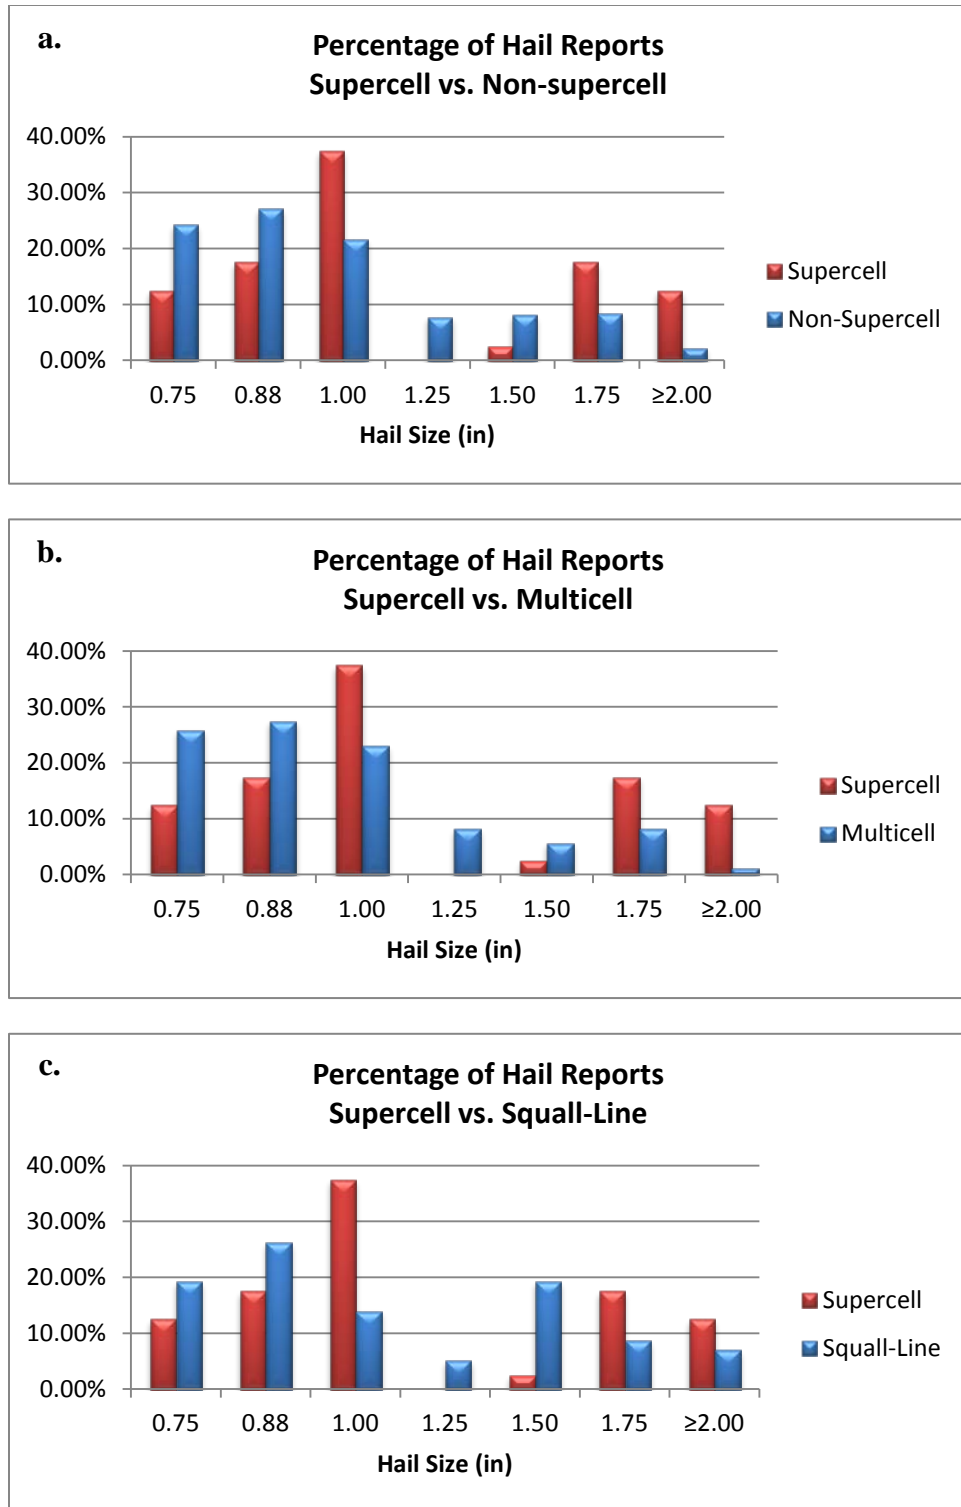 a.
Percentage of Hail Reports
Supercell vs. Non-supercell
40.00%
30.00%
20.00%
10.00%
0.00%
0.75 0.88 1.00 1.25 1.50 1.75 ≥2.00
Hail Size (in)
Supercell
Non-Supercell
b.
Percentage of Hail Reports
Supercell vs. Multicell
40.00%
30.00%
20.00%
10.00%
0.00%
0.75 0.88 1.00 1.25 1.50 1.75 ≥2.00
Hail Size (in)
Supercell
Multicell
c.
Percentage of Hail Reports
Supercell vs. Squall-Line
40.00%
30.00%
20.00%
10.00%
0.00%
0.75 0.88 1.00 1.25 1.50 1.75 ≥2.00
Hail Size (in)
Supercell
Squall-Line